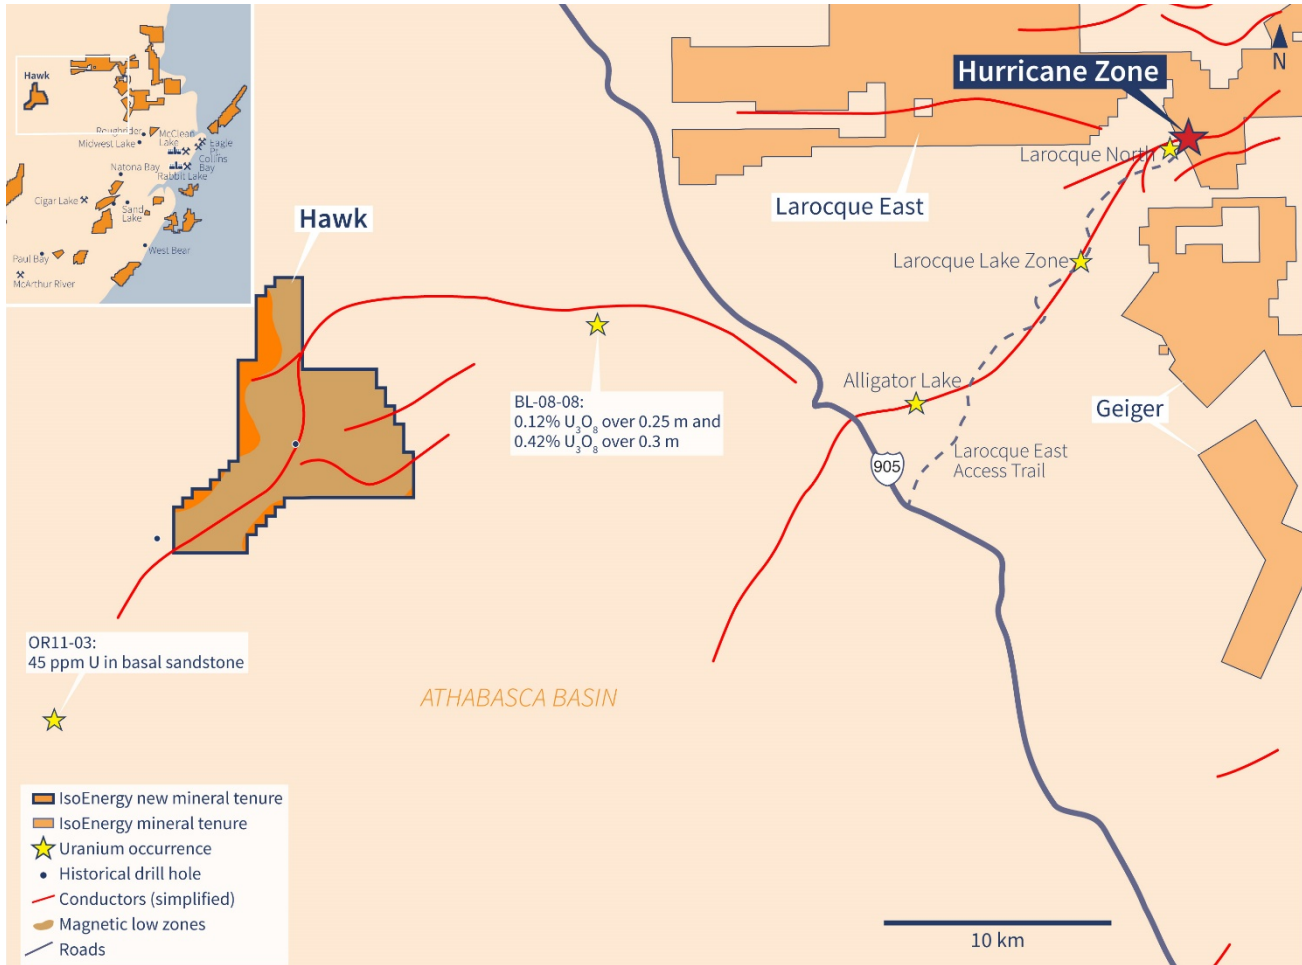 Hawk
Roughrider
McClean
Lake
Midwest Lake
Eagle
Pt.
Collins
Bay
Natona Bay
Rabbit Lake
Cigar Lake
Sand
Lake
West Bear
Paul Bay
McArthur River
N
Hurricane Zone
Larocque North
Larocque East
Hawk
Larocque Lake Zone
Alligator Lake
BL-08-08:
0.12% U₃O₈ over 0.25 m and
0.42% U₃O₈ over 0.3 m
Geiger
905
Larocque East
Access Trail
OR11-03:
45 ppm U in basal sandstone
ATHABASCA BASIN
IsoEnergy new mineral tenure
IsoEnergy mineral tenure
Uranium occurrence
Historical drill hole
Conductors (simplified)
Magnetic low zones
Roads
10 km